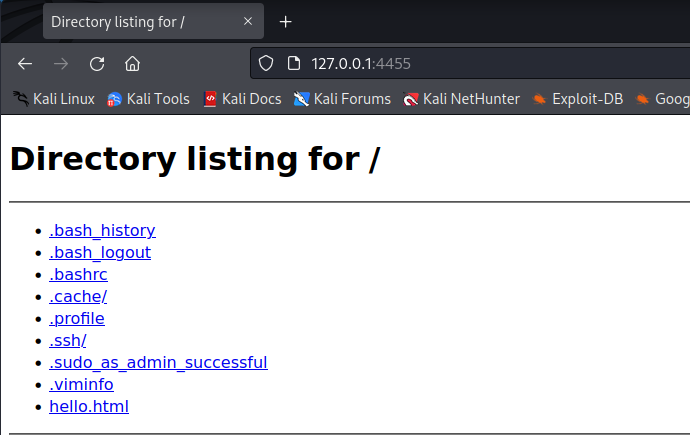 Directory listing for /
127.0.0.1:4455
Kali Linux Kali Tools Kali Docs Kali Forums Kali NetHunter Exploit-DB Goog
Directory listing for /
.bash_history
.bash_logout
.bashrc
.cache/
.profile
.ssh/
.sudo_as_admin_successful
.viminfo
hello.html